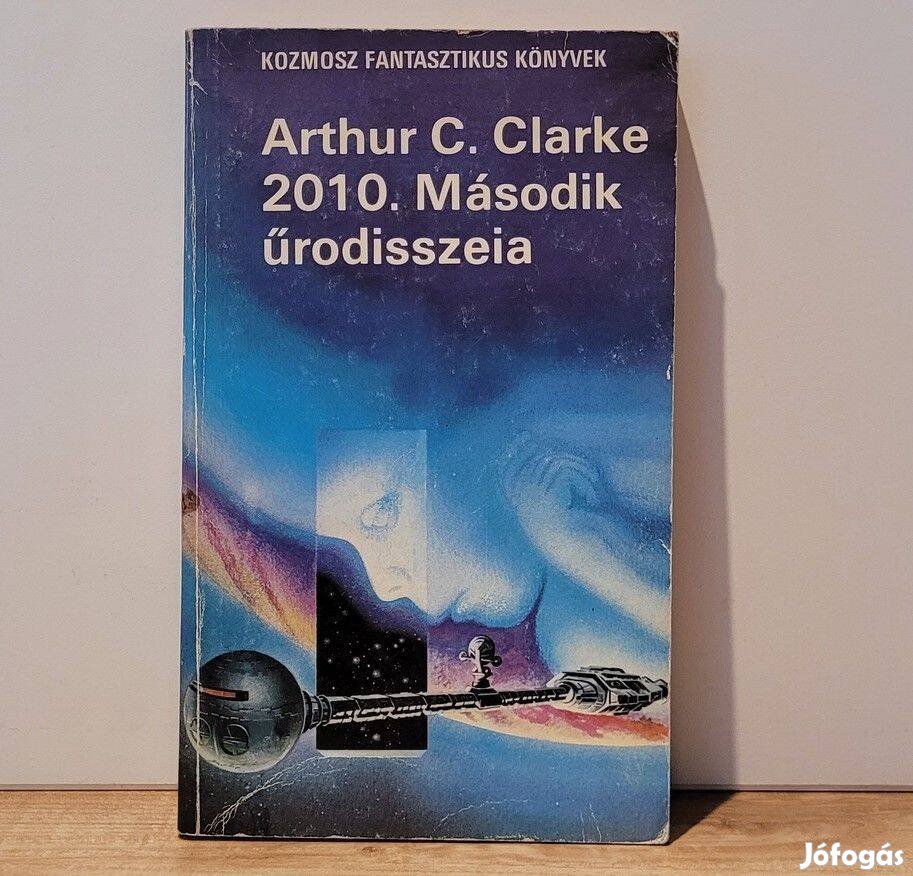 KOZMOSZ FANTASZTIKUS KÖNYVEK
Arthur C. Clarke
2010. Második
űrodisszeia
Jófogás